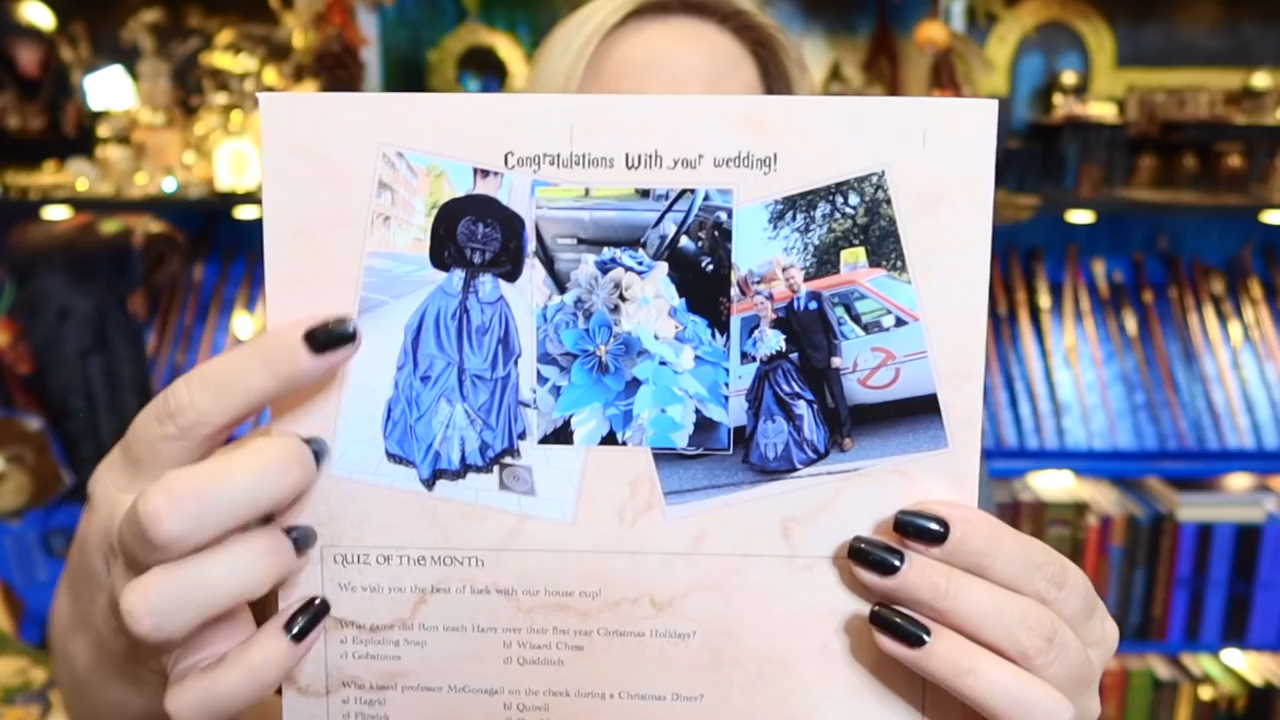 Congratulations With your wedding!
QUIZ OF THE MONTH
We wish you the best of luck with our house cup!
What game did Ron teach Harry over their first year Christmas Holidays?
a) Exploding Snap b) Wizard Chess
c) Gobstones d) Quidditch
Who kissed professor McGonagall on the cheek during a Christmas Diner?
a) Hagrid b) Quirell
c) Flitwick